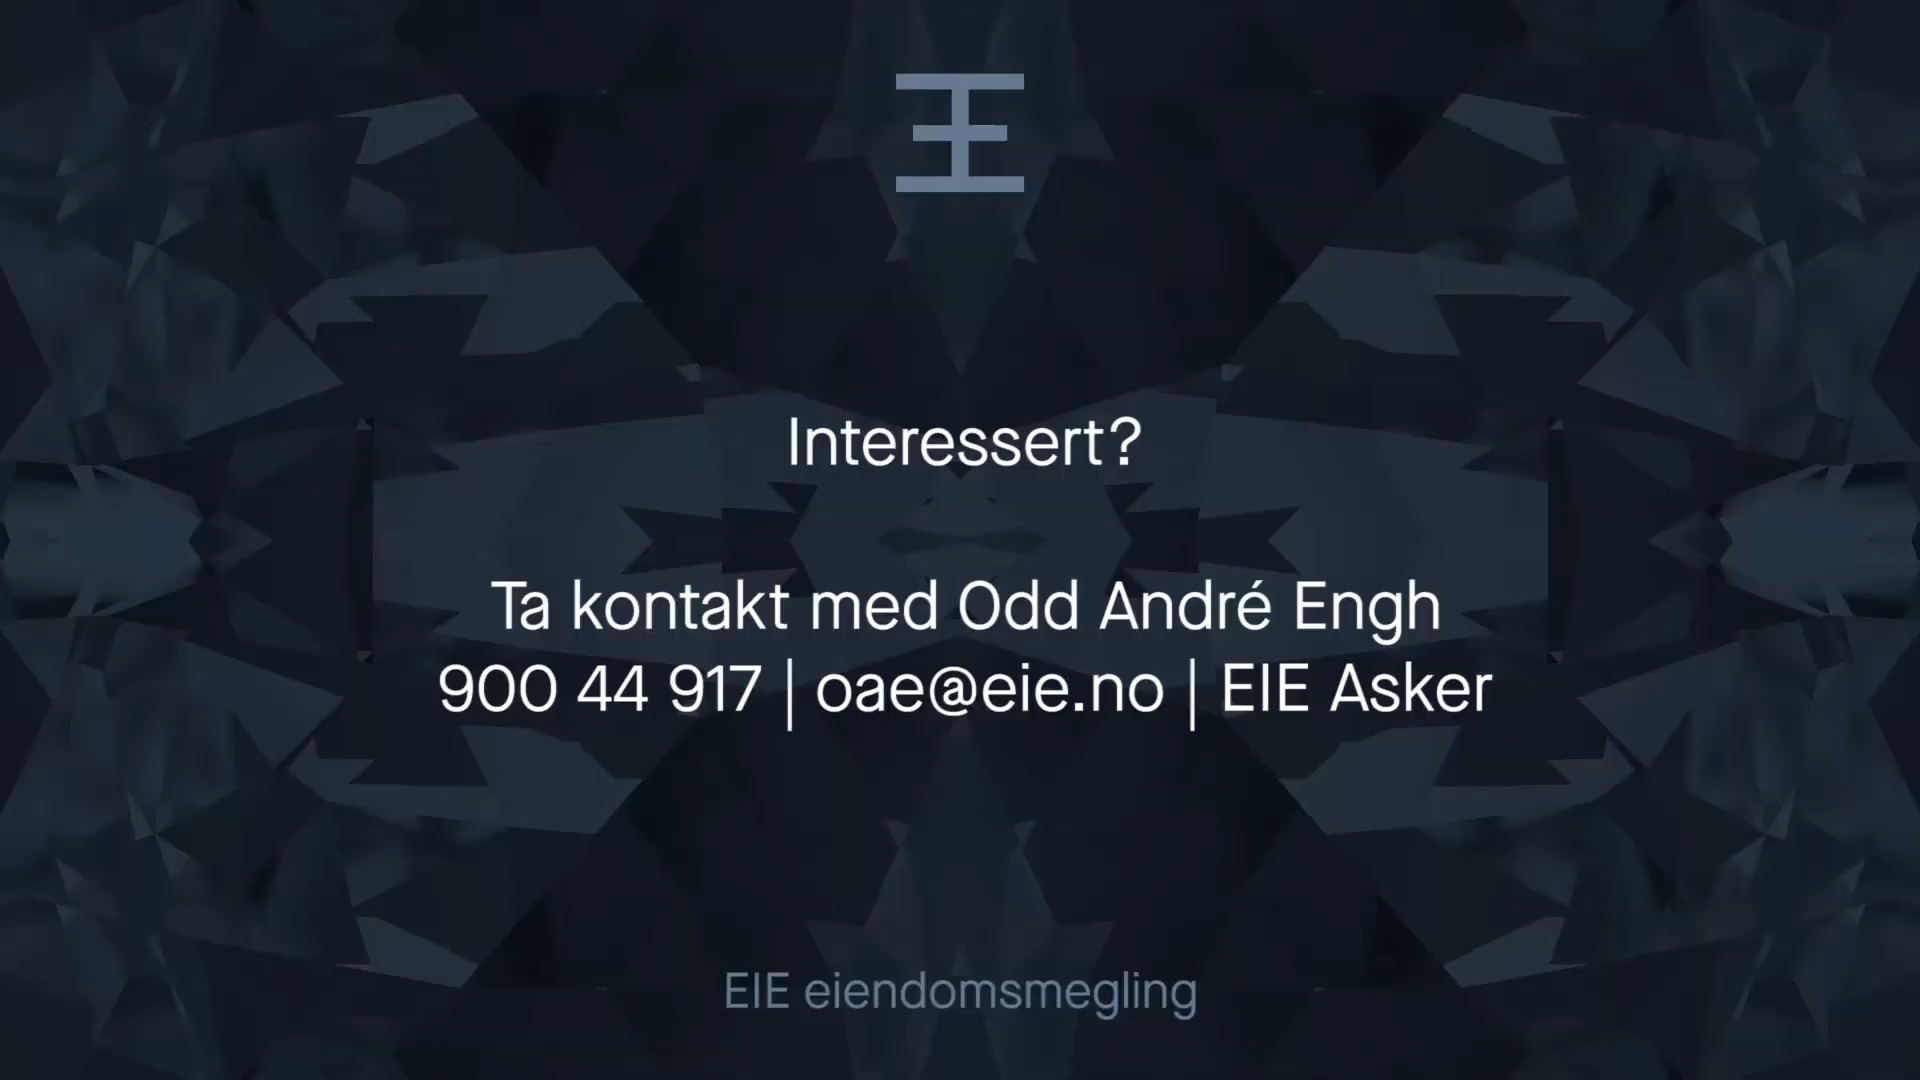 Interessert?
Ta kontakt med Odd André Engh
900 44 917 | oae@eie.no | EIE Asker
EIE eiendomsmegling